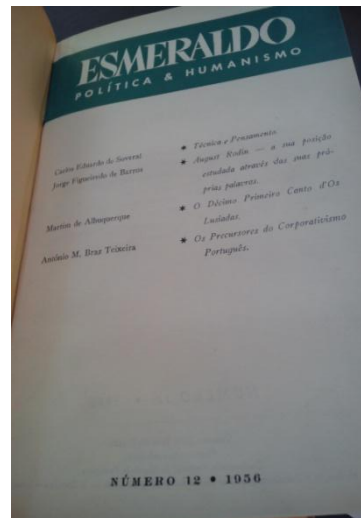 ESMERALDO
POLÍTICA & HUMANISMO
Carlos Eduardo de Soveral
* Técnica e Pensamento.
Jorge Figueiredo de Barros
* August Rodin — a sua posição
estudada através das suas pró-
prias palavras.
Martim de Albuquerque
* O Décimo Primeiro Canto d'Os
Lusíadas.
António M. Braz Teixeira
* Os Precursores do Corporativismo
Português.
NÚMERO 12 • 1956